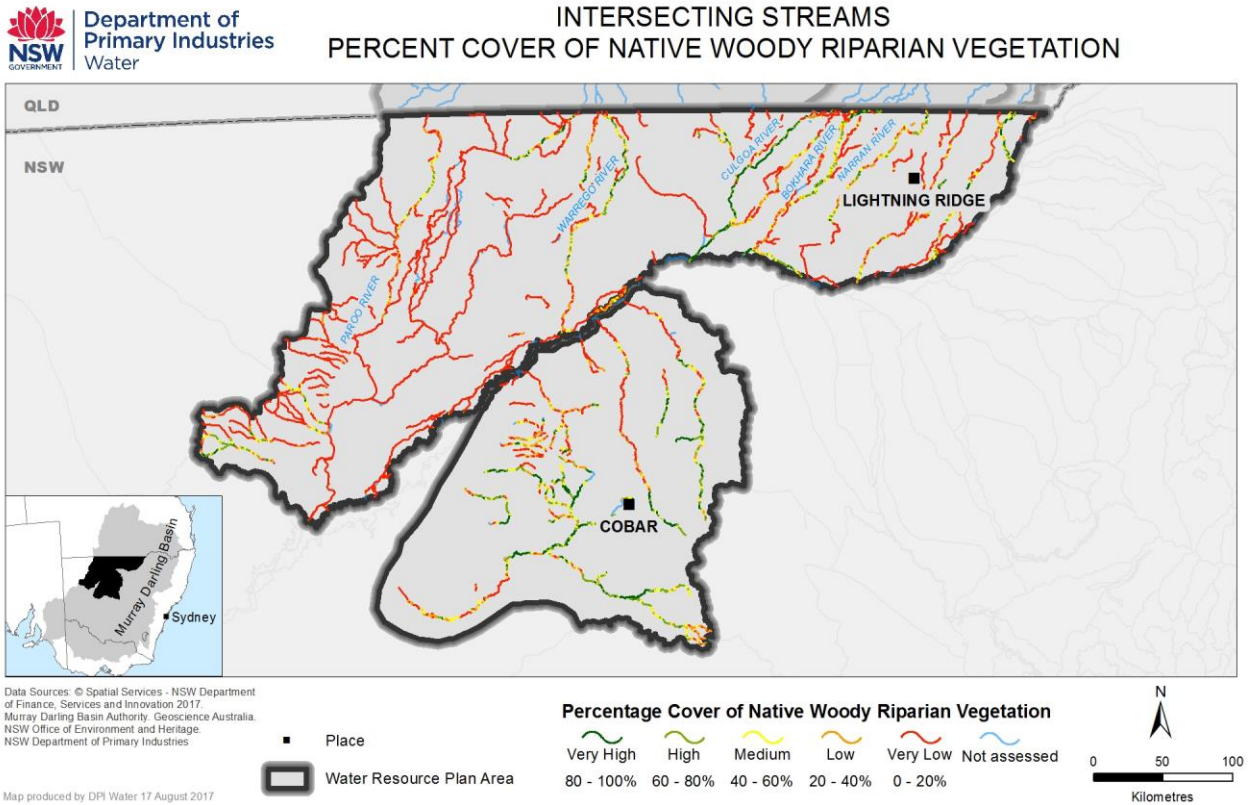 NSW
GOVERNMENT
Department of
Primary Industries
Water
INTERSECTING STREAMS
PERCENT COVER OF NATIVE WOODY RIPARIAN VEGETATION
QLD
NSW
CULGOA RIVER
BOKHARA RIVER
NARRAN RIVER
WARREGO RIVER
LIGHTNING RIDGE
PAROO RIVER
COBAR
Murray Darling Basin
Sydney
Data Sources: © Spatial Services - NSW Department
of Finance, Services and Innovation 2017.
Murray Darling Basin Authority. Geoscience Australia.
NSW Office of Environment and Heritage.
NSW Department of Primary Industries
Map produced by DPI Water 17 August 2017
Place
Water Resource Plan Area
Percentage Cover of Native Woody Riparian Vegetation
Very High High Medium Low Very Low Not assessed
80 - 100% 60 - 80% 40 - 60% 20 - 40% 0 - 20%
N
0 50 100
Kilometres